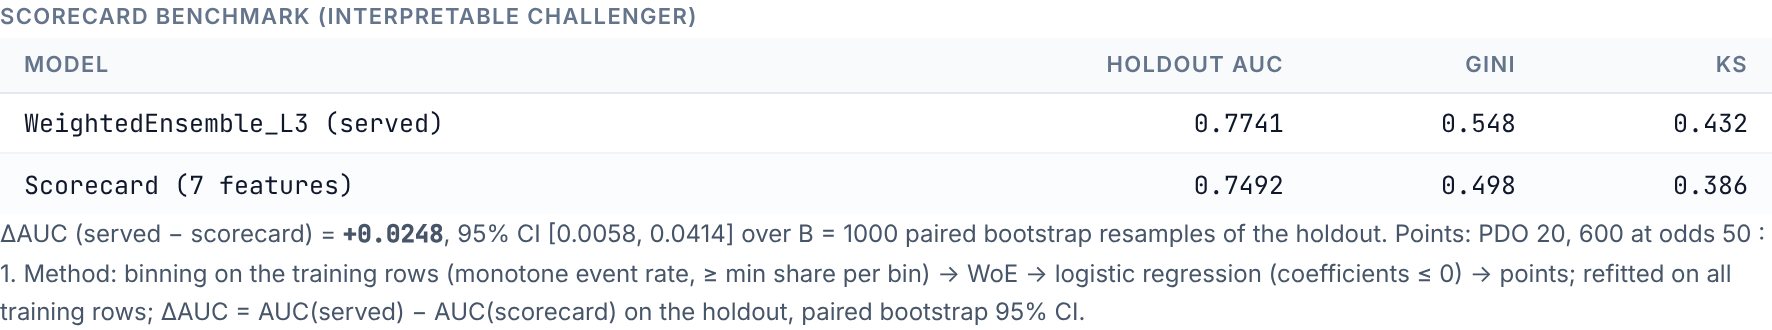 SCORECARD BENCHMARK (INTERPRETABLE CHALLENGER)
MODEL HOLDOUT AUC GINI KS
WeightedEnsemble_L3 (served) 0.7741 0.548 0.432
Scorecard (7 features) 0.7492 0.498 0.386
ΔAUC (served − scorecard) = +0.0248, 95% CI [0.0058, 0.0414] over B = 1000 paired bootstrap resamples of the holdout. Points: PDO 20, 600 at odds 50 :
1. Method: binning on the training rows (monotone event rate, ≥ min share per bin) → WoE → logistic regression (coefficients ≤ 0) → points; refitted on all
training rows; ΔAUC = AUC(served) − AUC(scorecard) on the holdout, paired bootstrap 95% CI.